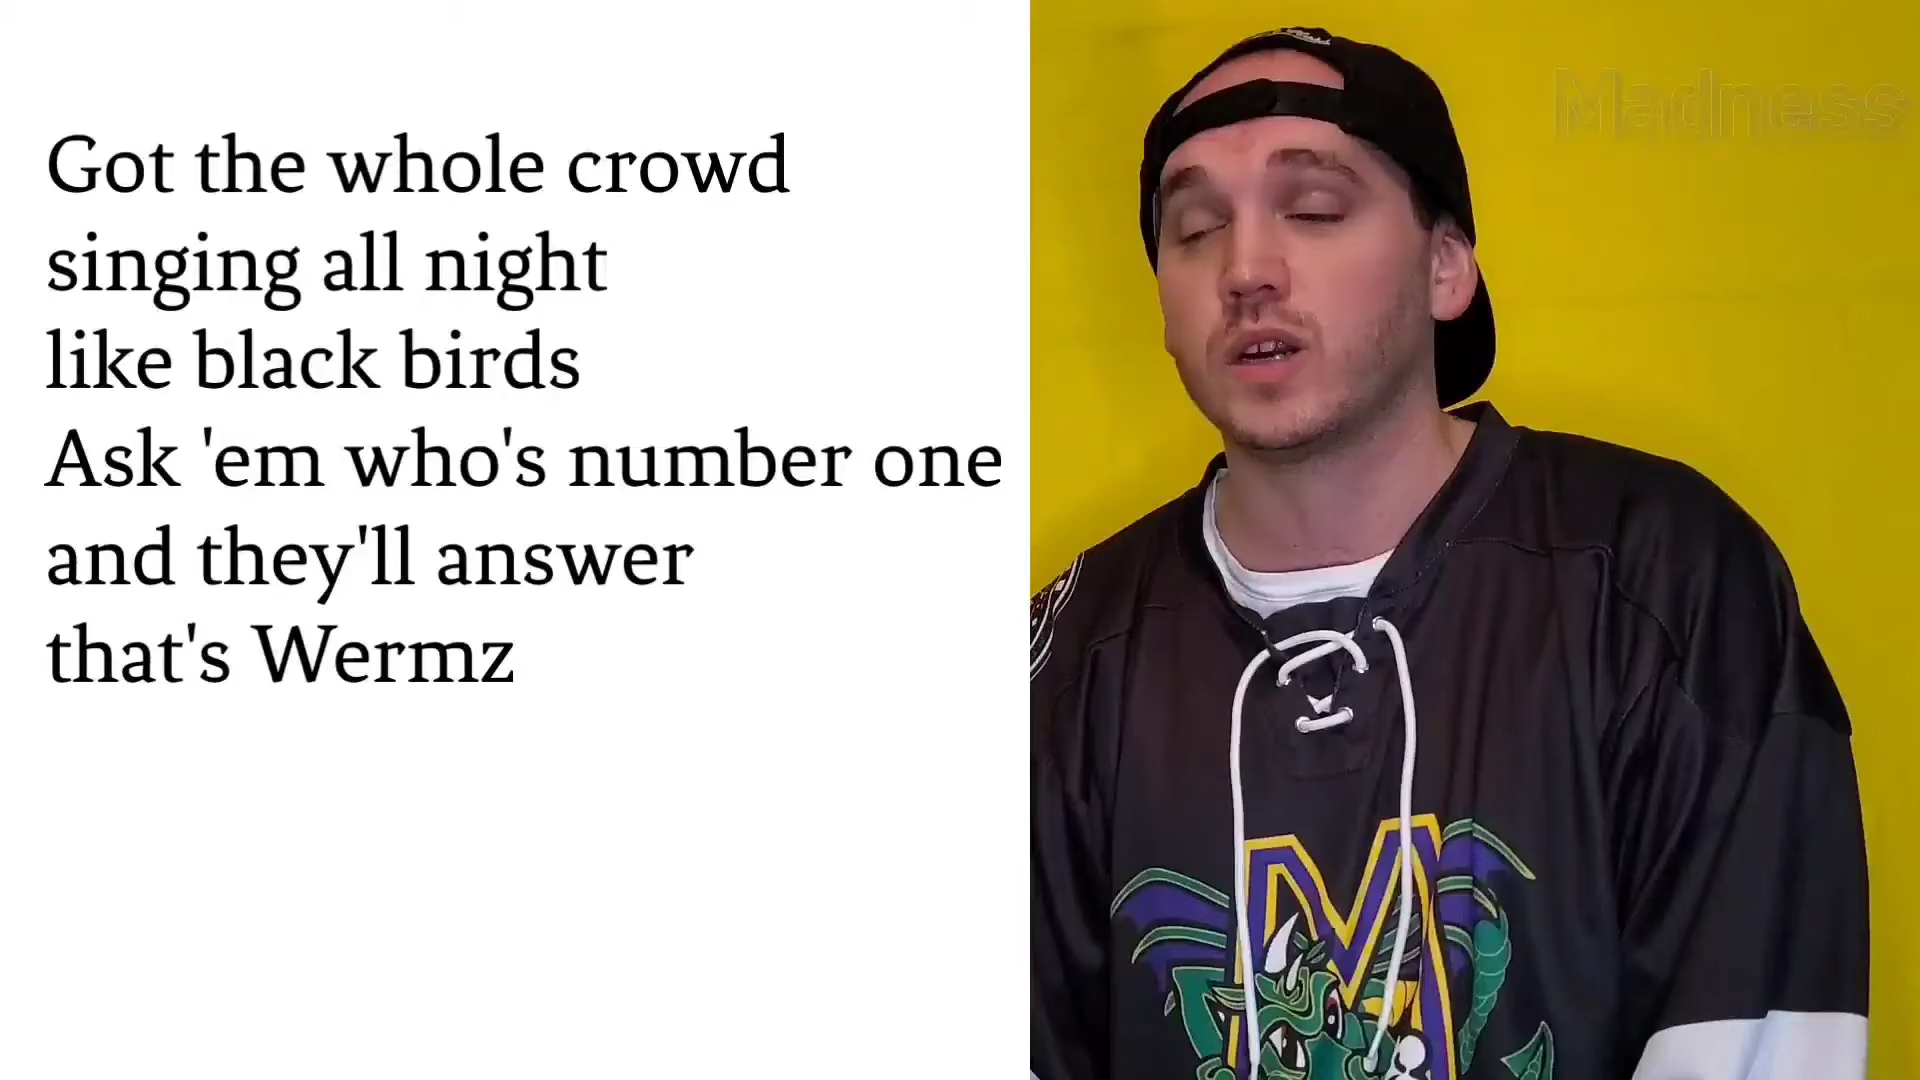 Got the whole crowd
singing all night
like black birds
Ask 'em who's number one
and they'll answer
that's Wermz
Madness
M